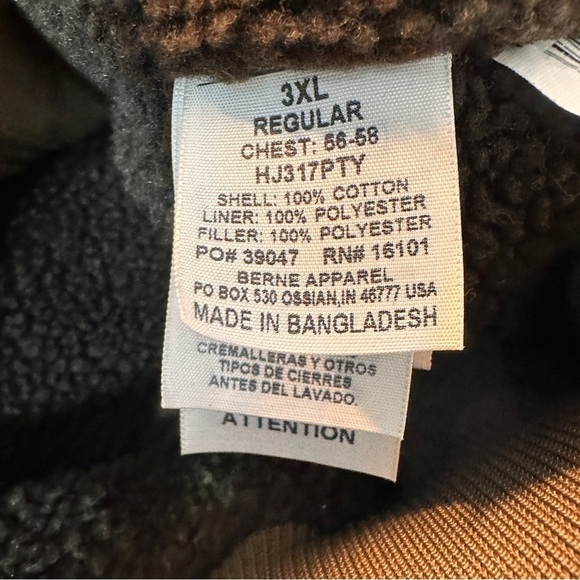 3XL
REGULAR
CHEST: 56-58
HJ317PTY
SHELL: 100% COTTON
LINER: 100% POLYESTER
FILLER: 100% POLYESTER
PO# 39047 RN# 16101
BERNE APPAREL
PO BOX 530 OSSIAN,IN 46777 USA
MADE IN BANGLADESH
CREMALLERAS Y OTROS
TIPOS DE CIERRES
ANTES DEL LAVADO.
ATTENTION